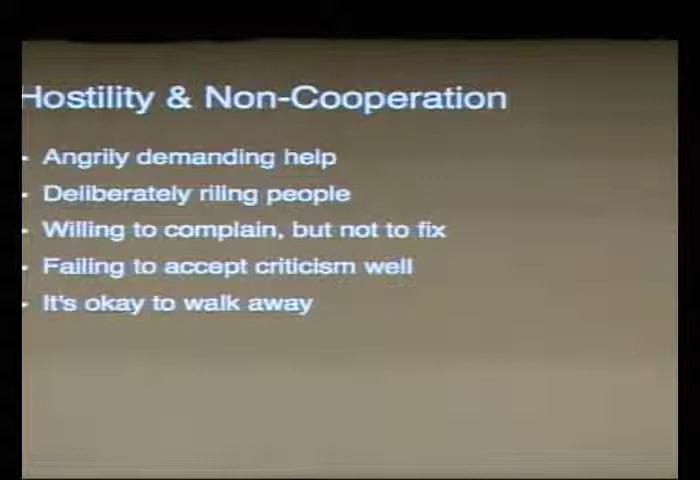 Hostility & Non-Cooperation
• Angrily demanding help
• Deliberately riling people
• Willing to complain, but not to fix
• Failing to accept criticism well
• It's okay to walk away